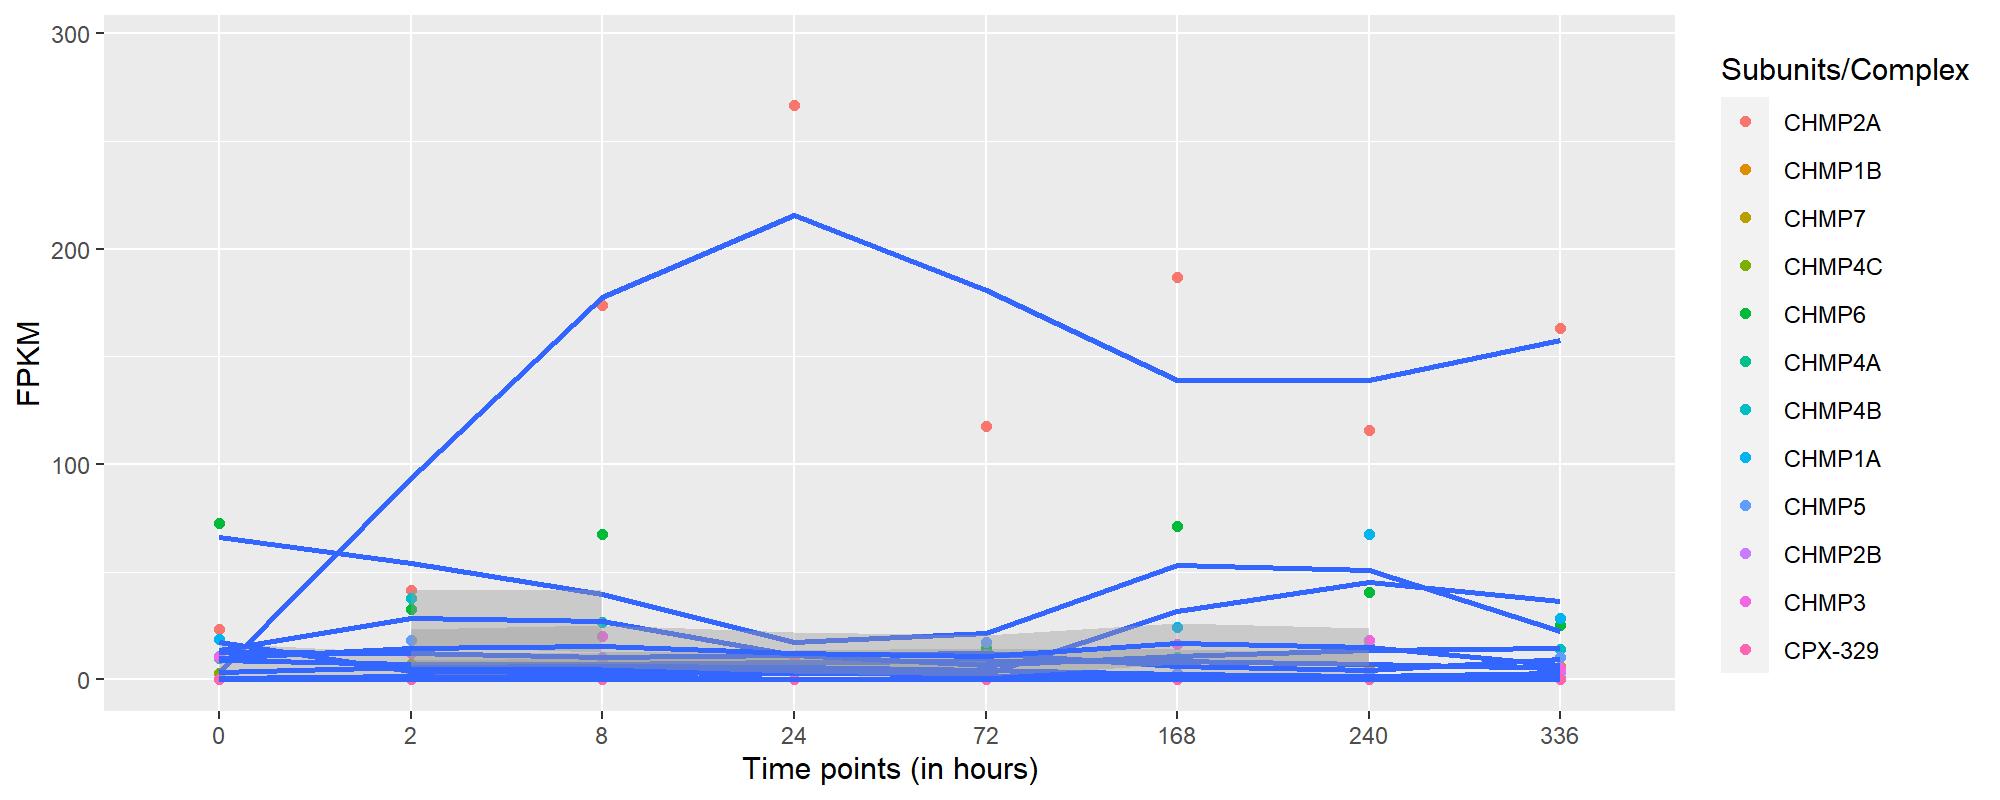 300
200
100
0
FPKM
0 2 8 24 72 168 240 336
Time points (in hours)
Subunits/Complex
CHMP2A
CHMP1B
CHMP7
CHMP4C
CHMP6
CHMP4A
CHMP4B
CHMP1A
CHMP5
CHMP2B
CHMP3
CPX-329